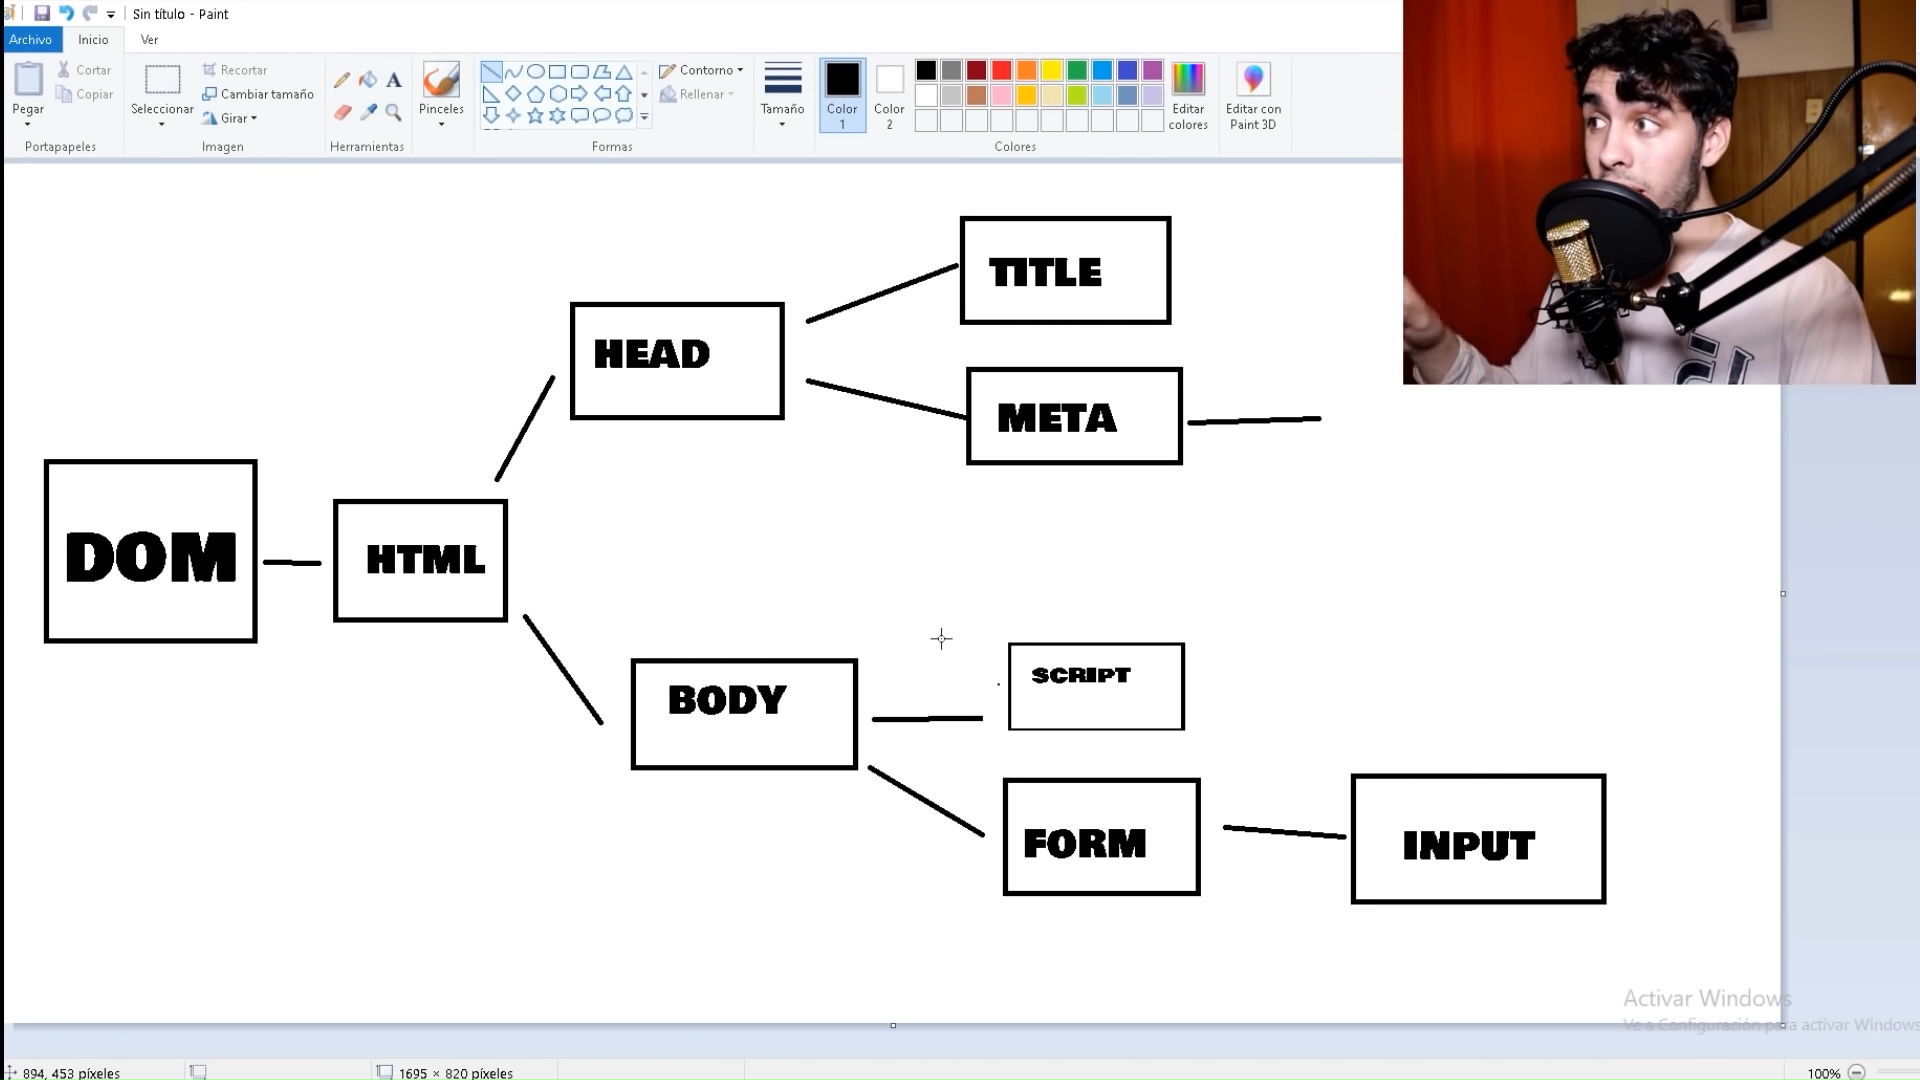 Sin título - Paint
Archivo Inicio Ver
Pegar
Cortar
Copiar
Portapapeles
Seleccionar
Recortar
Cambiar tamaño
Girar
Imagen
A
Herramientas
Pinceles
Contorno
Rellenar
Formas
Tamaño
Color 1
Color 2
Colores
Editar colores
Editar con Paint 3D
TITLE
HEAD
META
DOM
HTML
SCRIPT
BODY
FORM
INPUT
Activar Windows
Ve a Configuración para activar Windows
894, 453 píxeles
1695 × 820 píxeles
100%